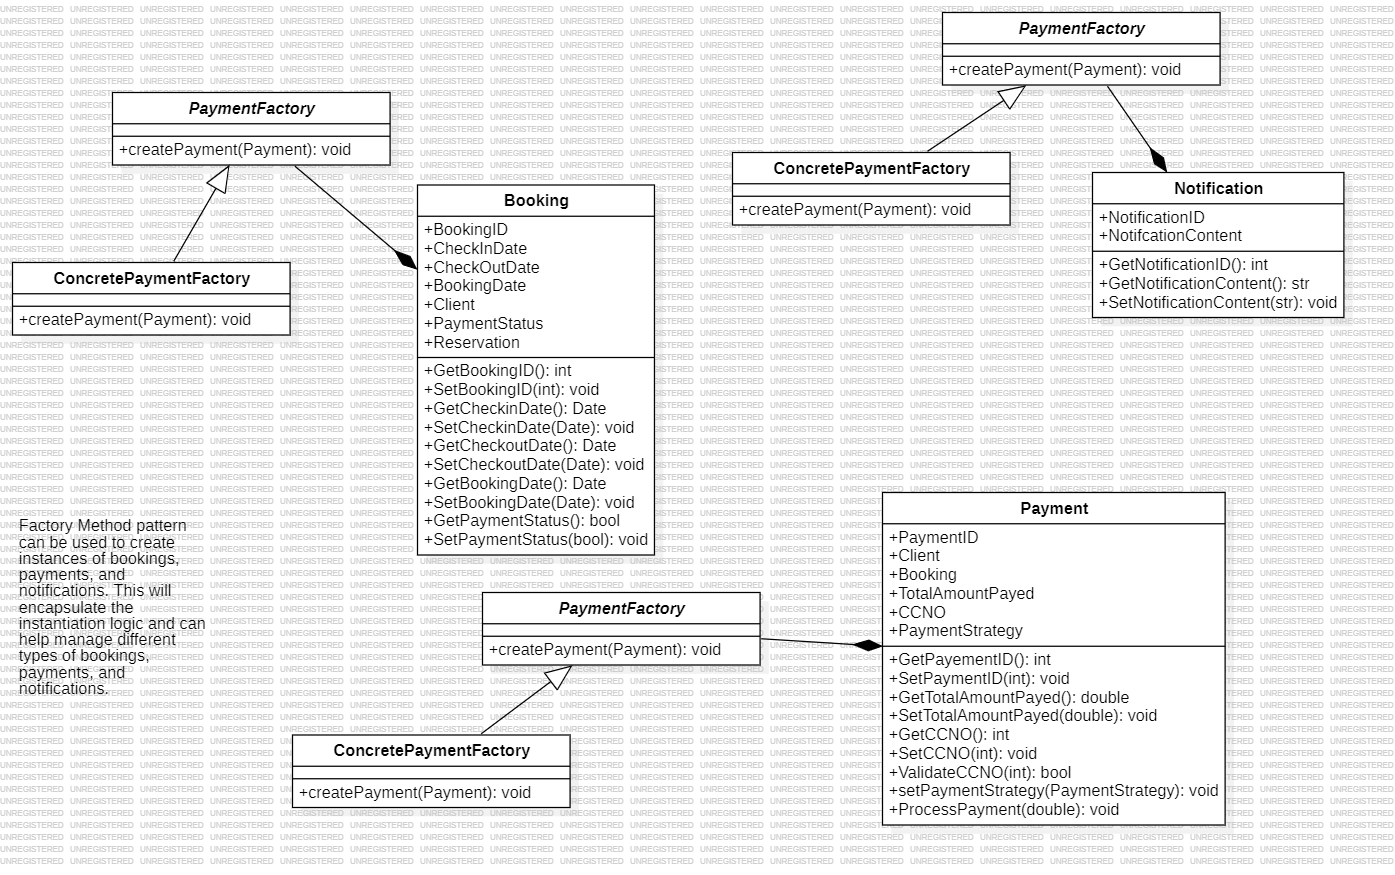 PaymentFactory
+createPayment(Payment): void
ConcretePaymentFactory
+createPayment(Payment): void
Booking
+BookingID
+CheckInDate
+CheckOutDate
+BookingDate
+Client
+PaymentStatus
+Reservation
+GetBookingID(): int
+SetBookingID(int): void
+GetCheckinDate(): Date
+SetCheckinDate(Date): void
+GetCheckoutDate(): Date
+SetCheckoutDate(Date): void
+GetBookingDate(): Date
+SetBookingDate(Date): void
+GetPaymentStatus(): bool
+SetPaymentStatus(bool): void
PaymentFactory
+createPayment(Payment): void
ConcretePaymentFactory
+createPayment(Payment): void
Notification
+NotificationID
+NotifcationContent
+GetNotificationID(): int
+GetNotificationContent(): str
+SetNotificationContent(str): void
Factory Method pattern
can be used to create
instances of bookings,
payments, and
notifications. This will
encapsulate the
instantiation logic and can
help manage different
types of bookings,
payments, and
notifications.
PaymentFactory
+createPayment(Payment): void
ConcretePaymentFactory
+createPayment(Payment): void
Payment
+PaymentID
+Client
+Booking
+TotalAmountPayed
+CCNO
+PaymentStrategy
+GetPayementID(): int
+SetPaymentID(int): void
+GetTotalAmountPayed(): double
+SetTotalAmountPayed(double): void
+GetCCNO(): int
+SetCCNO(int): void
+ValidateCCNO(int): bool
+setPaymentStrategy(PaymentStrategy): void
+ProcessPayment(double): void
UNREGISTERED